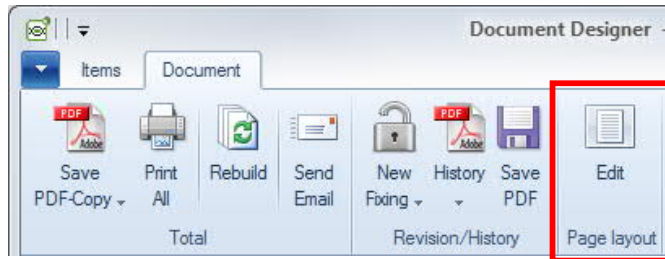 Document Designer -
Items Document
PDF PDF
Adobe Adobe
Save Print Rebuild Send New History Save Edit
PDF-Copy All Email Fixing PDF
Total Revision/History Page layout